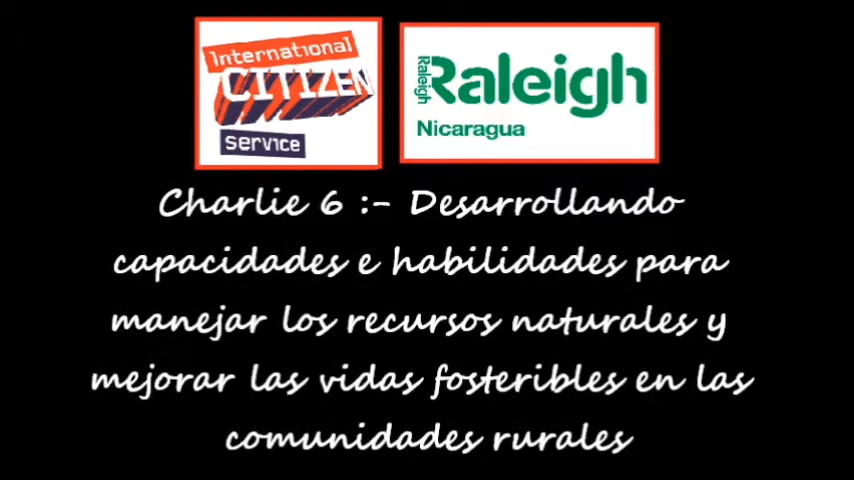 International
CITIZEN
service
Raleigh
Raleigh
Nicaragua
Charlie 6 :- Desarrollando
capacidades e habilidades para
manejar los recursos naturales y
mejorar las vidas fosteribles en las
comunidades rurales